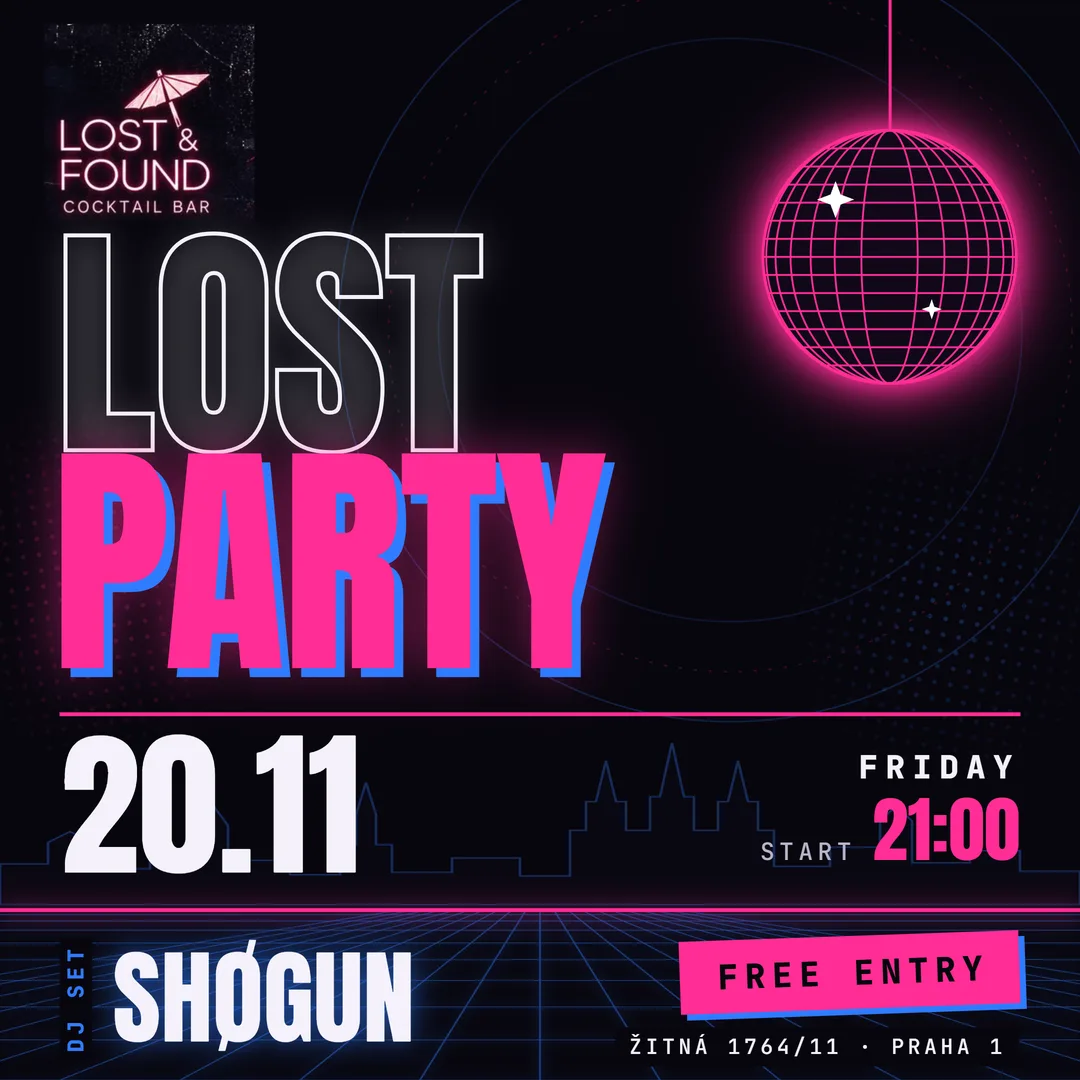 LOST &
FOUND
COCKTAIL BAR
LOST
PARTY
20.11
FRIDAY
START 21:00
DJ SET
SHØGUN
FREE ENTRY
ŽITNÁ 1764/11 · PRAHA 1